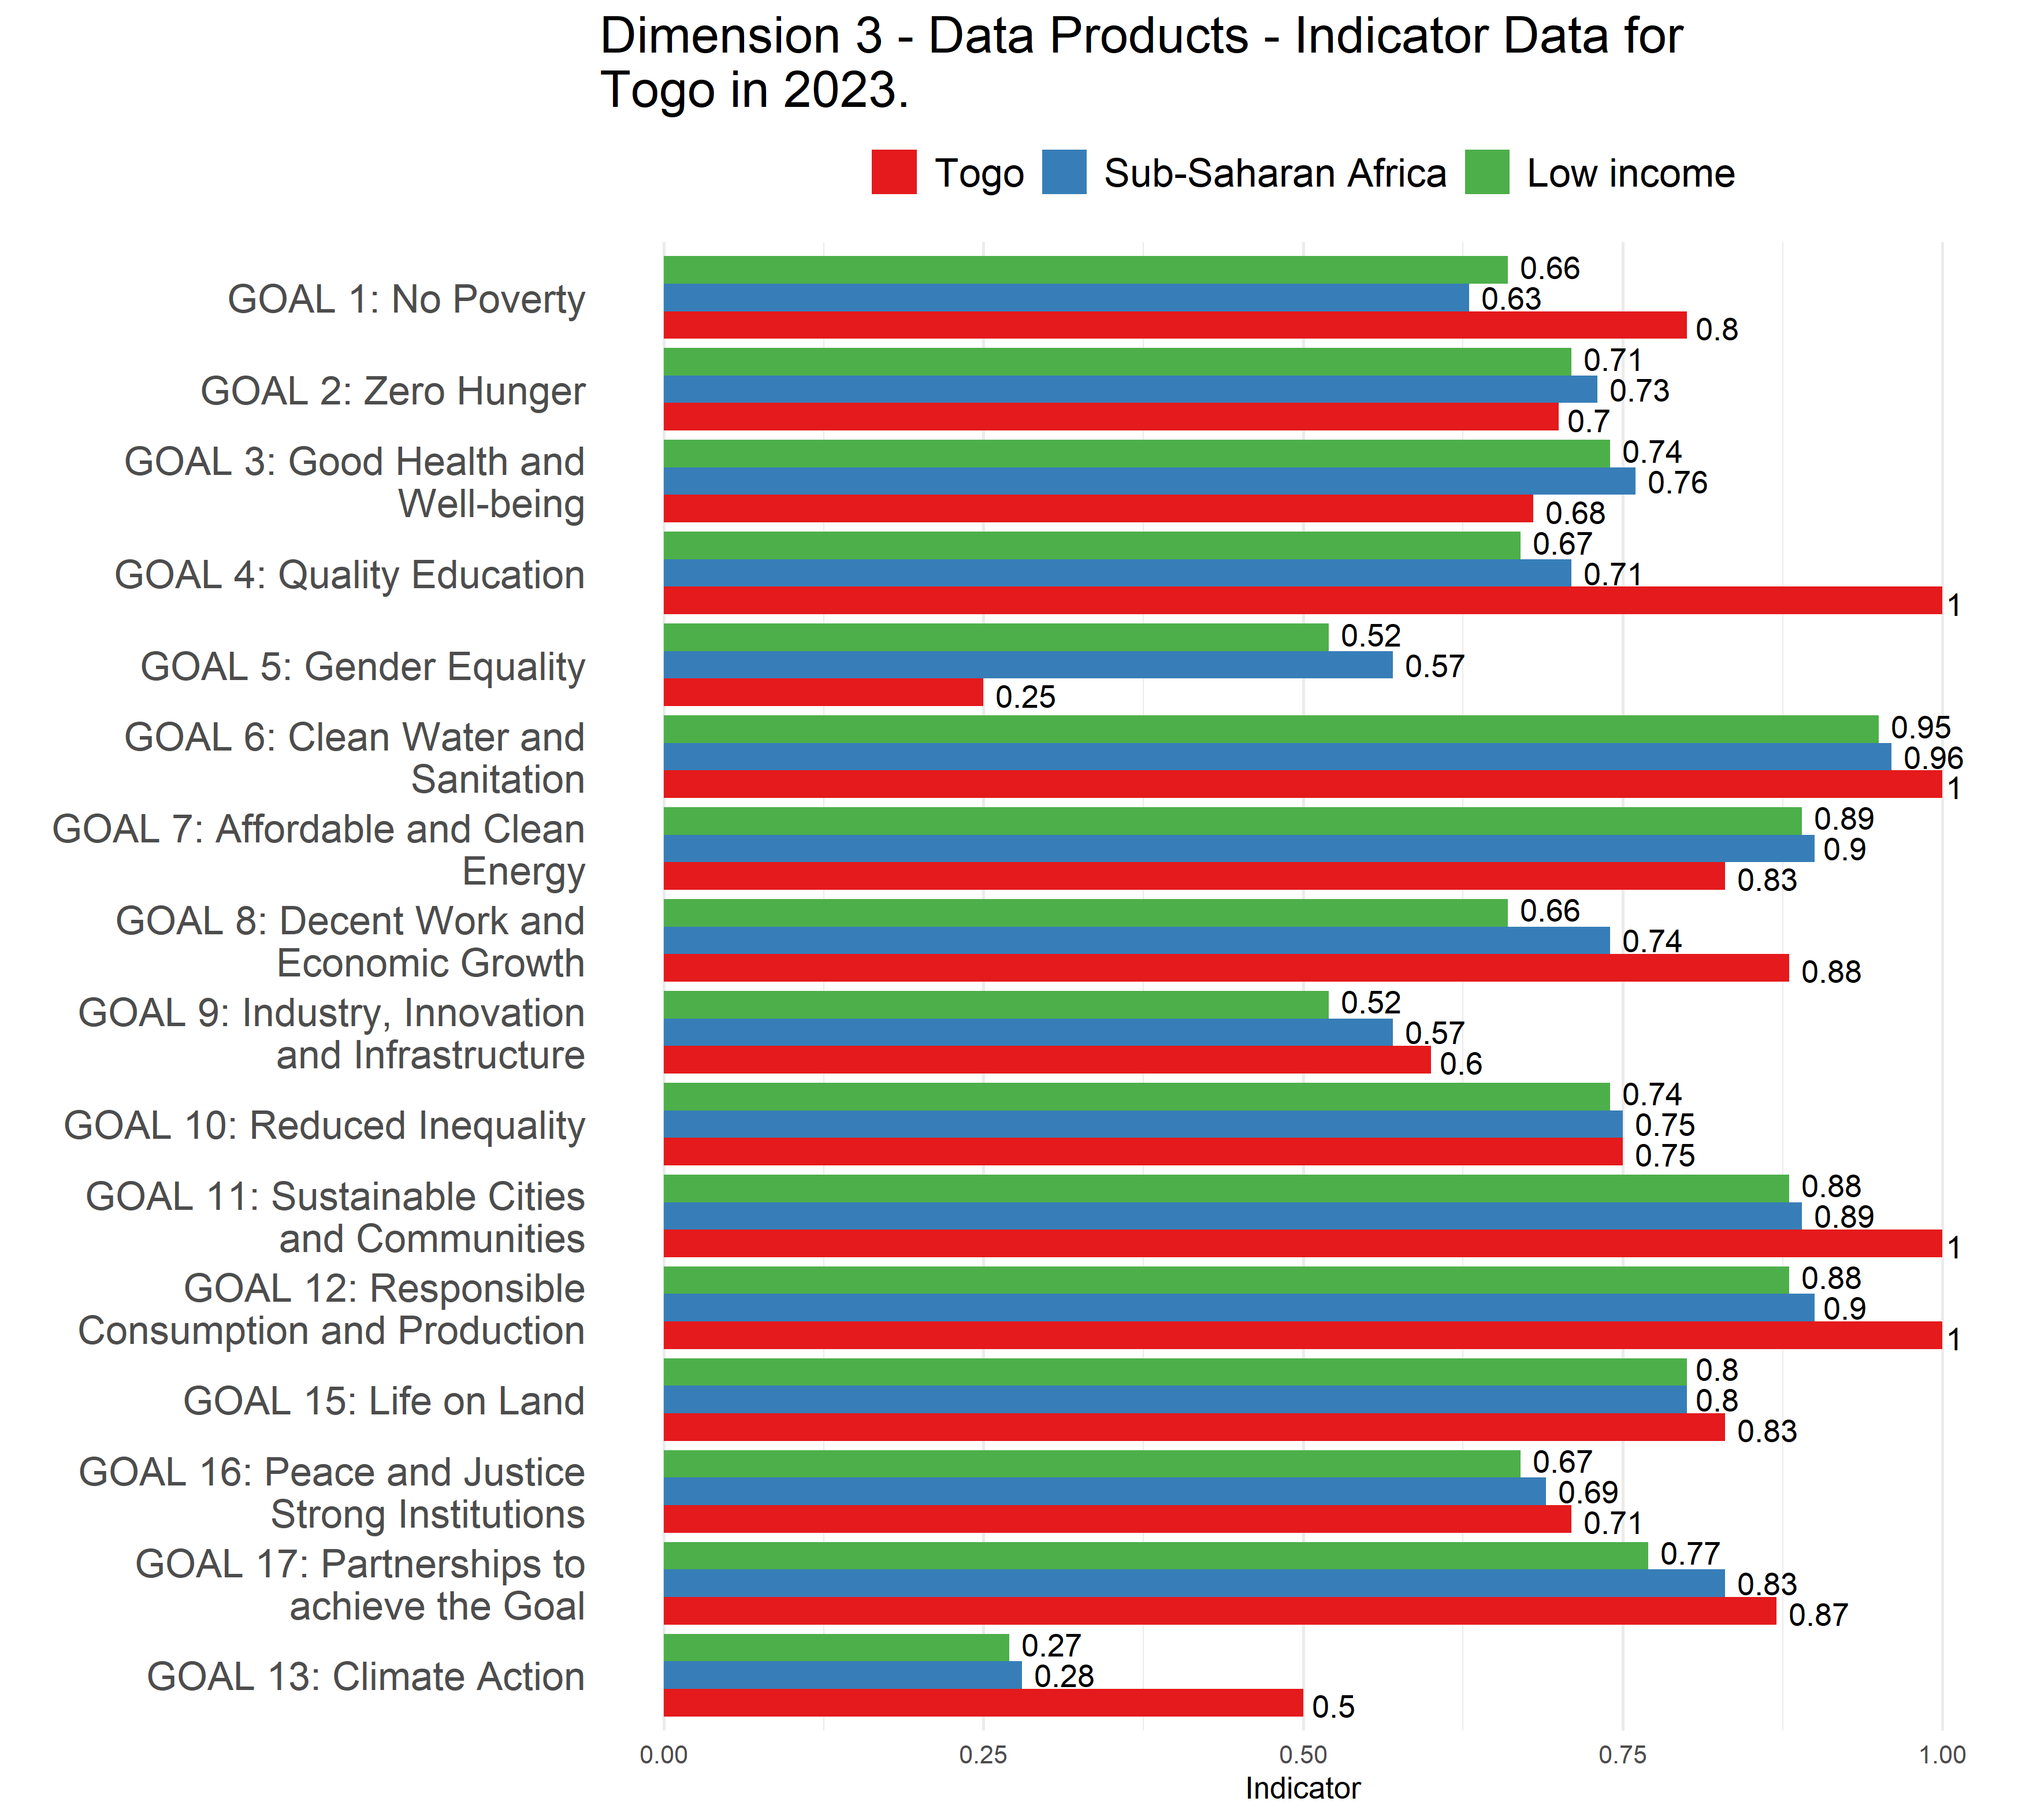 Dimension 3 - Data Products - Indicator Data for
Togo in 2023.
Togo Sub-Saharan Africa Low income
GOAL 1: No Poverty
0.66
0.63
0.8
GOAL 2: Zero Hunger
0.71
0.73
0.7
GOAL 3: Good Health and
Well-being
0.74
0.76
0.68
GOAL 4: Quality Education
0.67
0.71
1
GOAL 5: Gender Equality
0.52
0.57
0.25
GOAL 6: Clean Water and
Sanitation
0.95
0.96
1
GOAL 7: Affordable and Clean
Energy
0.89
0.9
0.83
GOAL 8: Decent Work and
Economic Growth
0.66
0.74
0.88
GOAL 9: Industry, Innovation
and Infrastructure
0.52
0.57
0.6
GOAL 10: Reduced Inequality
0.74
0.75
0.75
GOAL 11: Sustainable Cities
and Communities
0.88
0.89
1
GOAL 12: Responsible
Consumption and Production
0.88
0.9
1
GOAL 15: Life on Land
0.8
0.8
0.83
GOAL 16: Peace and Justice
Strong Institutions
0.67
0.69
0.71
GOAL 17: Partnerships to
achieve the Goal
0.77
0.83
0.87
GOAL 13: Climate Action
0.27
0.28
0.5
0.00 0.25 0.50 0.75 1.00
Indicator